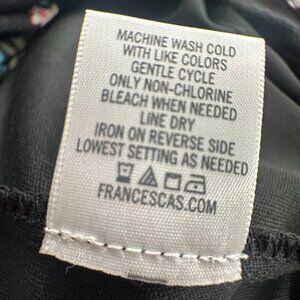 MACHINE WASH COLD
WITH LIKE COLORS
GENTLE CYCLE
ONLY NON-CHLORINE
BLEACH WHEN NEEDED
LINE DRY
IRON ON REVERSE SIDE
LOWEST SETTING AS NEEDED
FRANCESCAS.COM